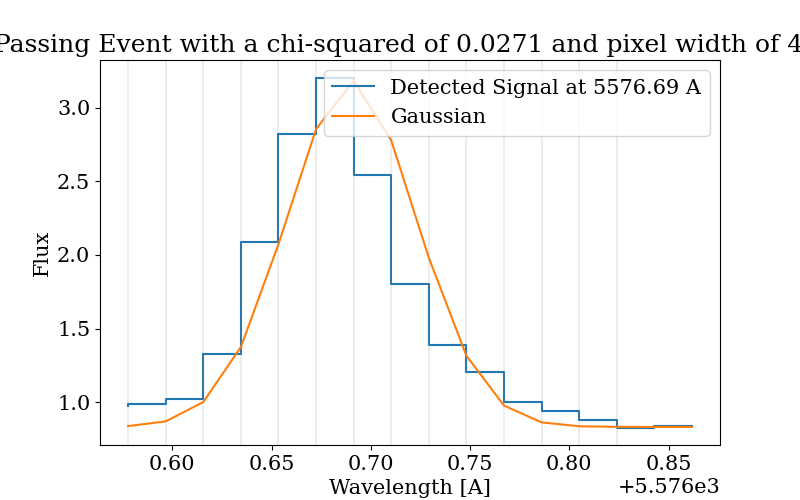 Passing Event with a chi-squared of 0.0271 and pixel width of 4
Detected Signal at 5576.69 A
Gaussian
Flux
3.0
2.5
2.0
1.5
1.0
0.60 0.65 0.70 0.75 0.80 0.85
+5.576e3
Wavelength [A]